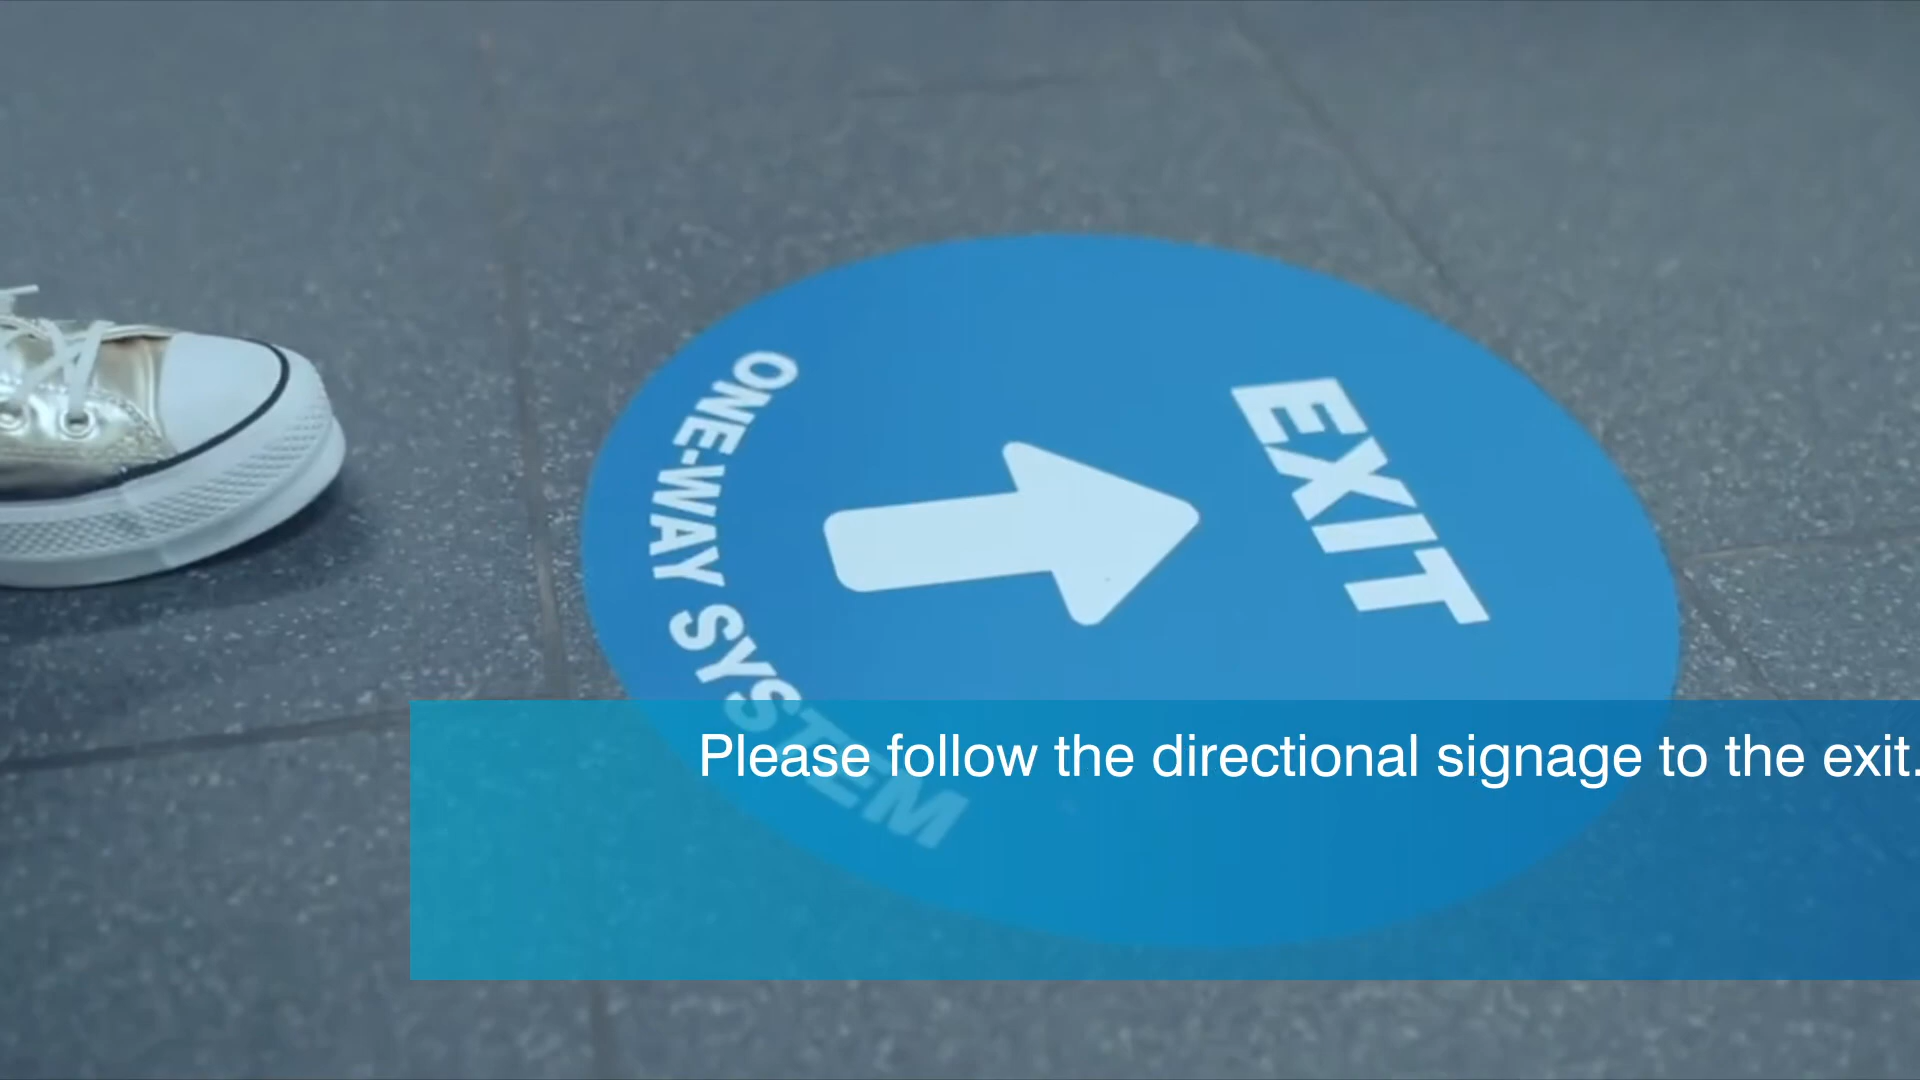 EXIT
ONE-WAY SYSTEM
Please follow the directional signage to the exit.